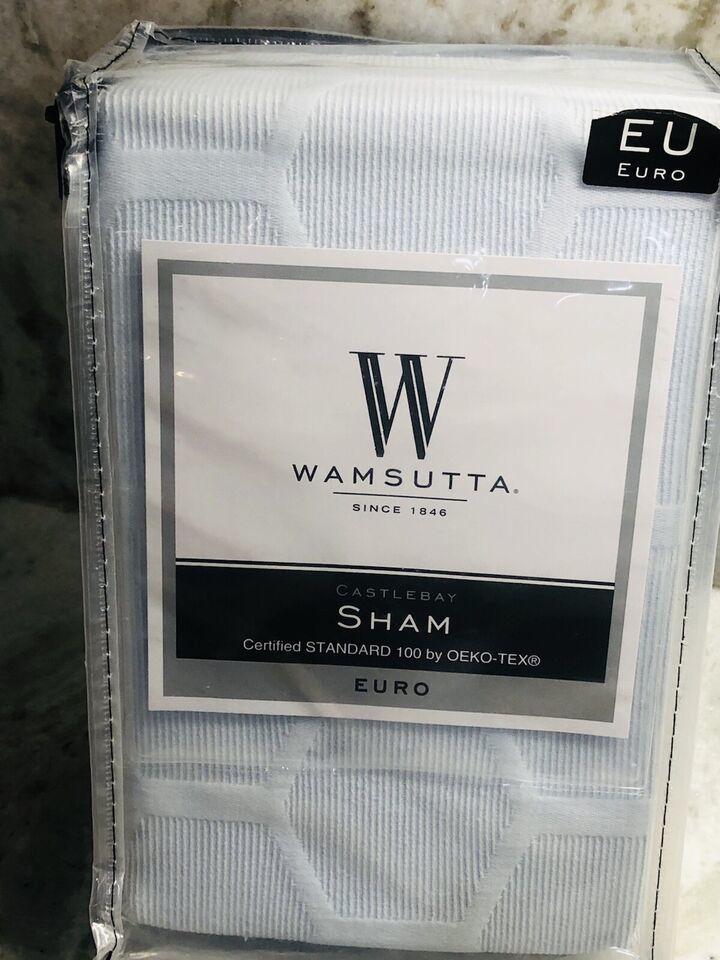 EU
EURO
W
WAMSUTTA®
SINCE 1846
CASTLEBAY
SHAM
Certified STANDARD 100 by OEKO-TEX®
EURO